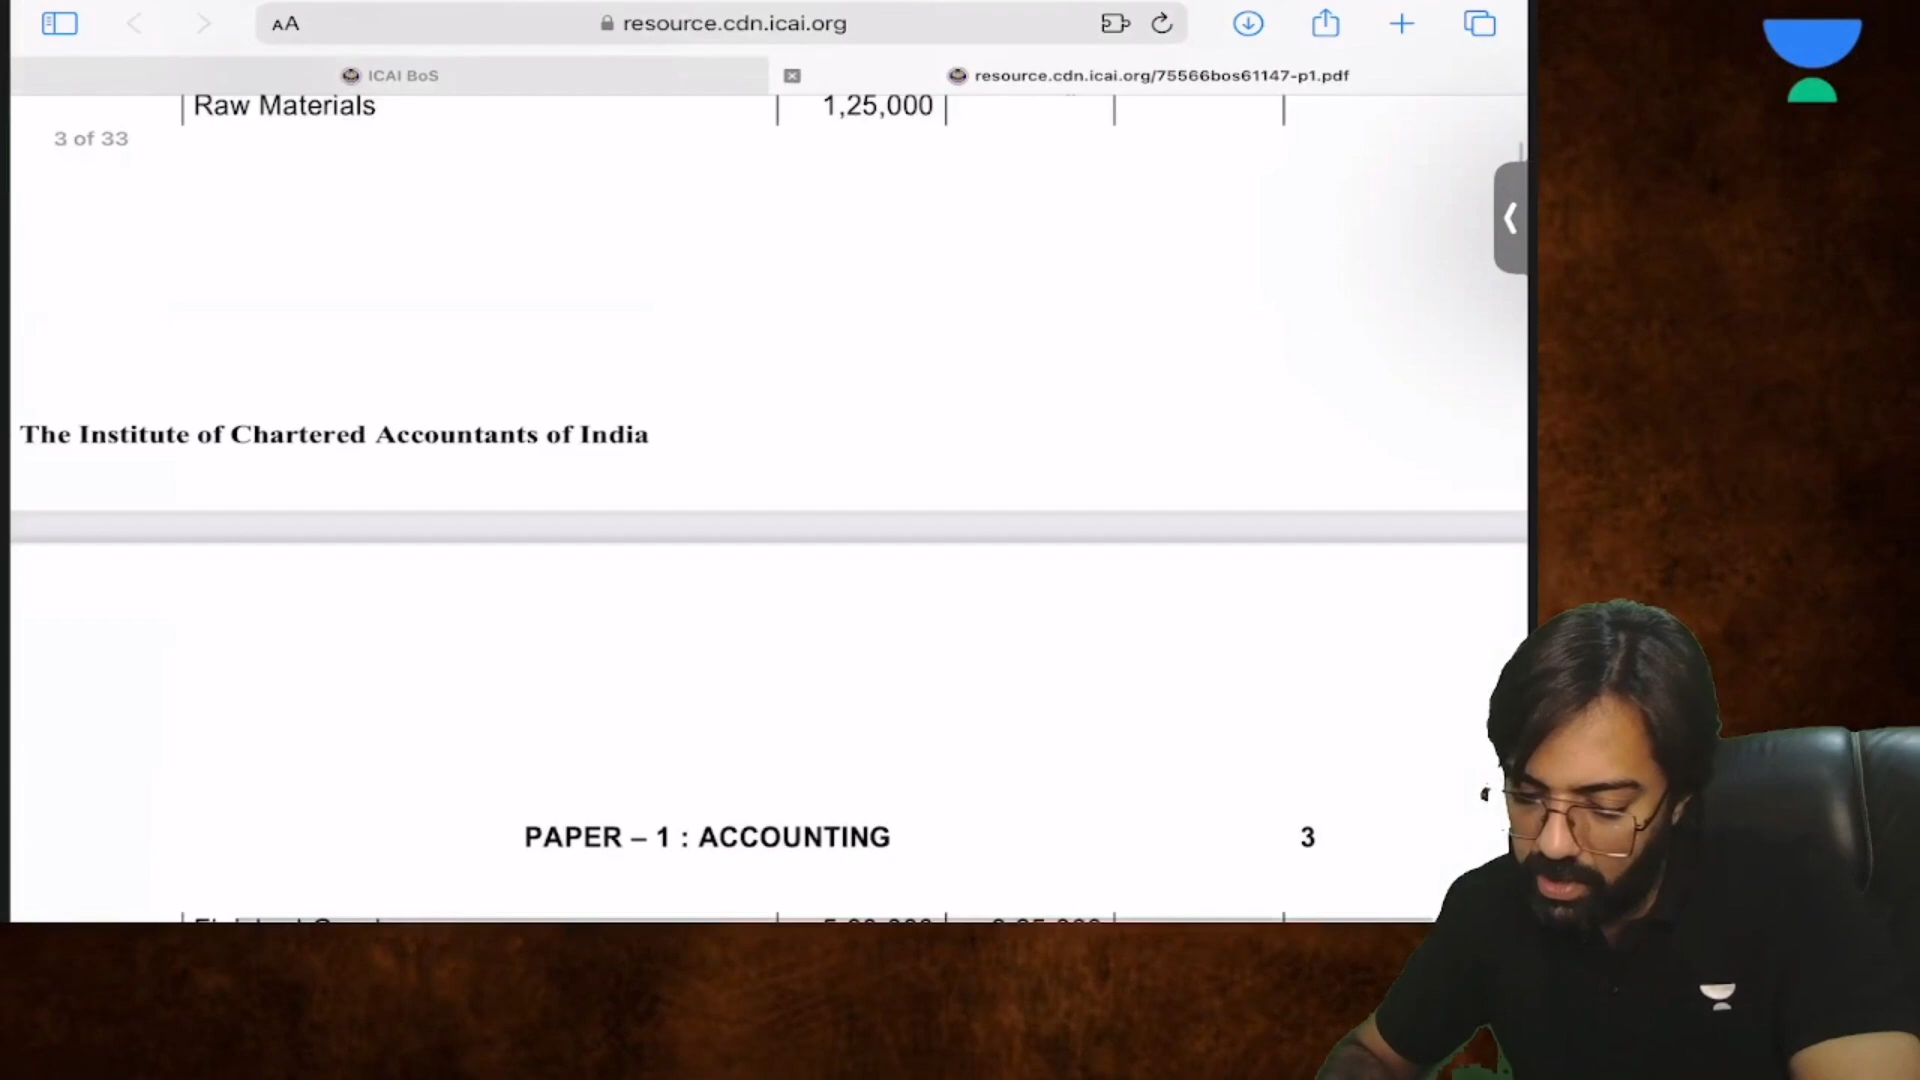 AA
resource.cdn.icai.org
ICAI BoS
resource.cdn.icai.org/75566bos61147-p1.pdf
Raw Materials 1,25,000
3 of 33
The Institute of Chartered Accountants of India
PAPER – 1 : ACCOUNTING 3